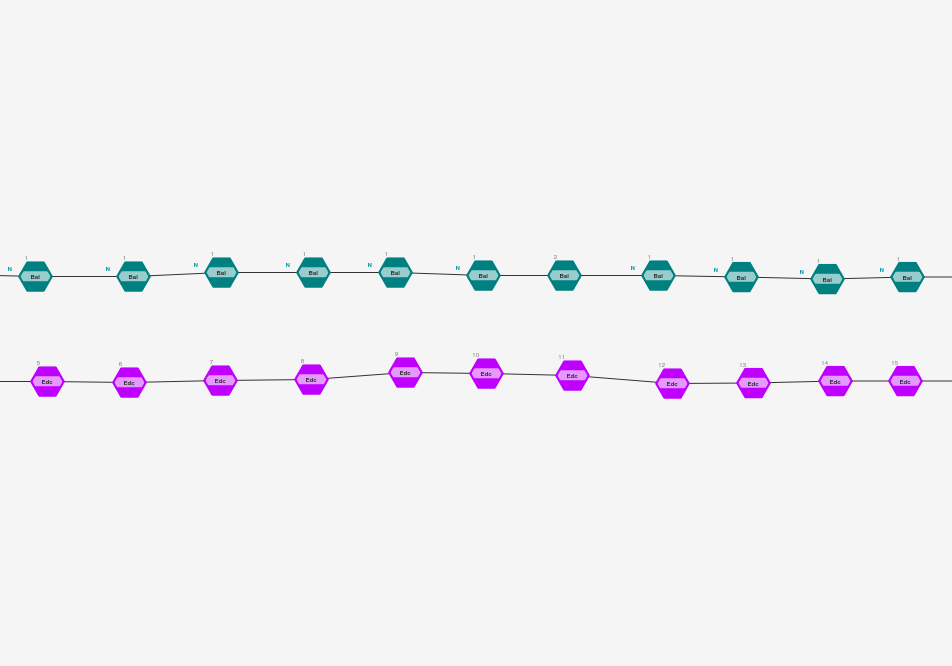 1 1 1 1 1 1 2 1 1 1 1
N N N N N N N N N
Bal Bal Bal Bal Bal Bal Bal Bal Bal Bal Bal
5 6 7 8 9 10 11 12 13 14 15
Edc Edc Edc Edc Edc Edc Edc Edc Edc Edc Edc